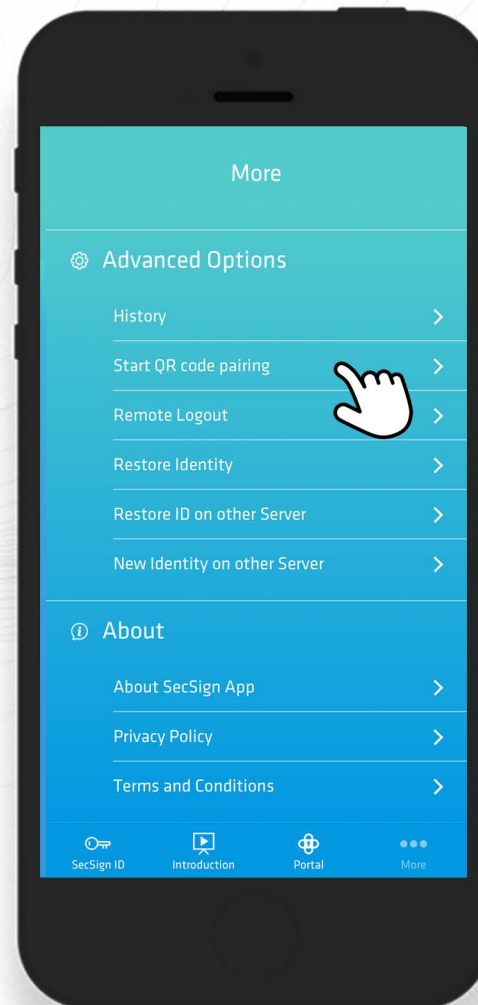 More
Advanced Options
History
Start QR code pairing
Remote Logout
Restore Identity
Restore ID on other Server
New Identity on other Server
About
About SecSign App
Privacy Policy
Terms and Conditions
SecSign ID Introduction Portal More